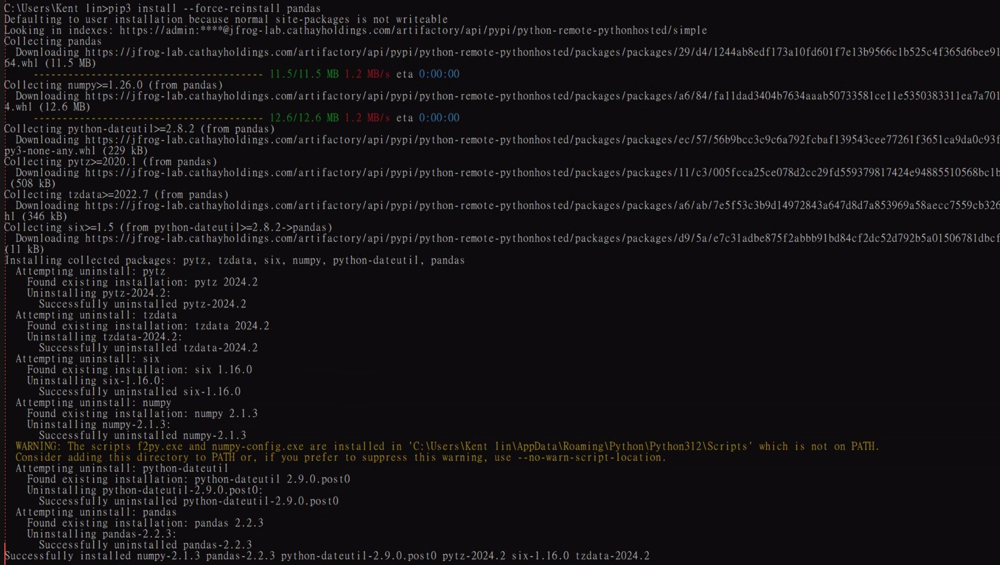 C:\Users\Kent lin>pip3 install --force-reinstall pandas
Defaulting to user installation because normal site-packages is not writeable
Looking in indexes: https://admin:****@jfrog-lab.cathayholdings.com/artifactory/api/pypi/python-remote-pythonhosted/simple
Collecting pandas
  Downloading https://jfrog-lab.cathayholdings.com/artifactory/api/pypi/python-remote-pythonhosted/packages/packages/29/d4/1244ab8edf173a10fd601f7e13b9566c1b525c4f365d6bee91
64.whl (11.5 MB)
     ---------------------------------------- 11.5/11.5 MB 1.2 MB/s eta 0:00:00
Collecting numpy>=1.26.0 (from pandas)
  Downloading https://jfrog-lab.cathayholdings.com/artifactory/api/pypi/python-remote-pythonhosted/packages/packages/a6/84/fa11dad3404b7634aaab50733581ce11e5350383311ea7a701
4.whl (12.6 MB)
     ---------------------------------------- 12.6/12.6 MB 1.2 MB/s eta 0:00:00
Collecting python-dateutil>=2.8.2 (from pandas)
  Downloading https://jfrog-lab.cathayholdings.com/artifactory/api/pypi/python-remote-pythonhosted/packages/packages/ec/57/56b9bcc3c9c6a792fcbaf139543cee77261f3651ca9da0c93f
py3-none-any.whl (229 kB)
Collecting pytz>=2020.1 (from pandas)
  Downloading https://jfrog-lab.cathayholdings.com/artifactory/api/pypi/python-remote-pythonhosted/packages/packages/11/c3/005fcca25ce078d2cc29fd559379817424e94885510568bc1b
 (508 kB)
Collecting tzdata>=2022.7 (from pandas)
  Downloading https://jfrog-lab.cathayholdings.com/artifactory/api/pypi/python-remote-pythonhosted/packages/packages/a6/ab/7e5f53c3b9d14972843a647d8d7a853969a58aecc7559cb326
hl (346 kB)
Collecting six>=1.5 (from python-dateutil>=2.8.2->pandas)
  Downloading https://jfrog-lab.cathayholdings.com/artifactory/api/pypi/python-remote-pythonhosted/packages/packages/d9/5a/e7c31adbe875f2abbb91bd84cf2dc52d792b5a01506781dbcf
(11 kB)
Installing collected packages: pytz, tzdata, six, numpy, python-dateutil, pandas
  Attempting uninstall: pytz
    Found existing installation: pytz 2024.2
    Uninstalling pytz-2024.2:
      Successfully uninstalled pytz-2024.2
  Attempting uninstall: tzdata
    Found existing installation: tzdata 2024.2
    Uninstalling tzdata-2024.2:
      Successfully uninstalled tzdata-2024.2
  Attempting uninstall: six
    Found existing installation: six 1.16.0
    Uninstalling six-1.16.0:
      Successfully uninstalled six-1.16.0
  Attempting uninstall: numpy
    Found existing installation: numpy 2.1.3
    Uninstalling numpy-2.1.3:
      Successfully uninstalled numpy-2.1.3
  WARNING: The scripts f2py.exe and numpy-config.exe are installed in 'C:\Users\Kent lin\AppData\Roaming\Python\Python312\Scripts' which is not on PATH.
  Consider adding this directory to PATH or, if you prefer to suppress this warning, use --no-warn-script-location.
  Attempting uninstall: python-dateutil
    Found existing installation: python-dateutil 2.9.0.post0
    Uninstalling python-dateutil-2.9.0.post0:
      Successfully uninstalled python-dateutil-2.9.0.post0
  Attempting uninstall: pandas
    Found existing installation: pandas 2.2.3
    Uninstalling pandas-2.2.3:
      Successfully uninstalled pandas-2.2.3
Successfully installed numpy-2.1.3 pandas-2.2.3 python-dateutil-2.9.0.post0 pytz-2024.2 six-1.16.0 tzdata-2024.2